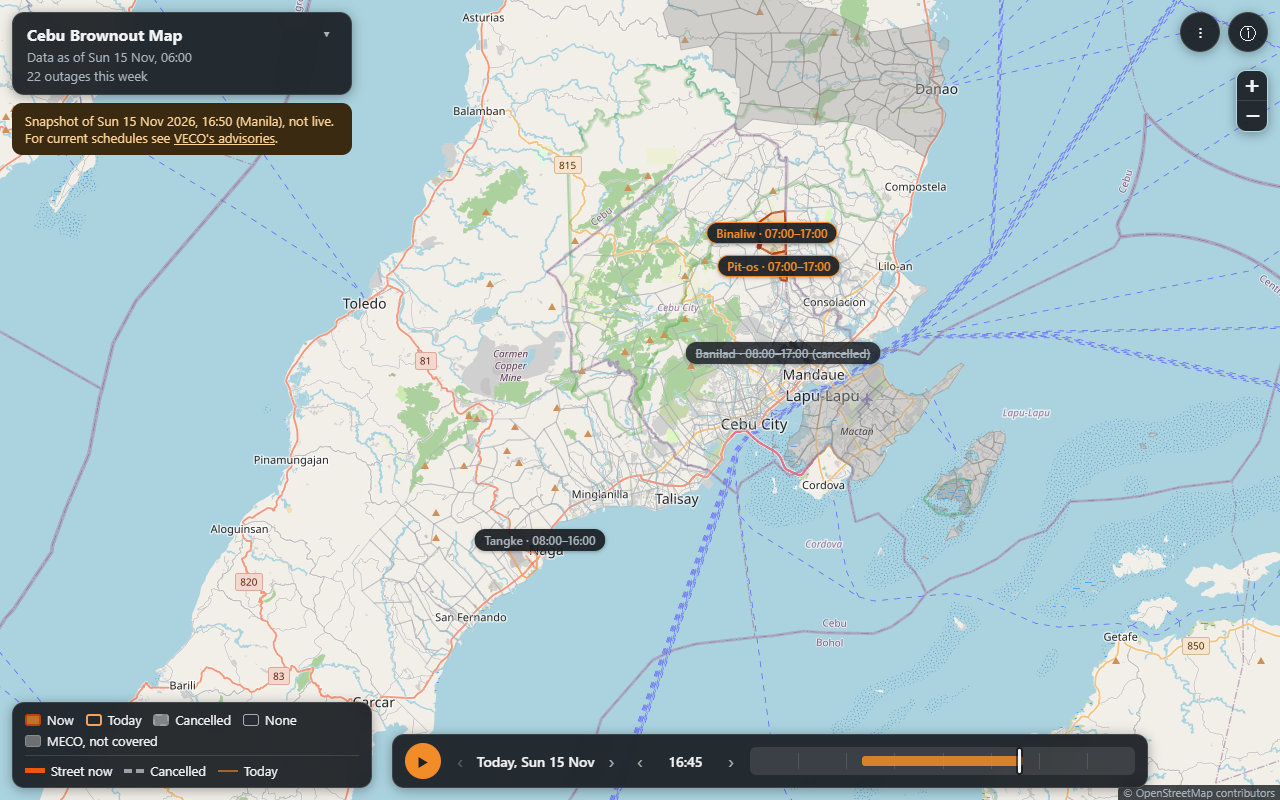 Cebu Brownout Map
Data as of Sun 15 Nov, 06:00
22 outages this week
Snapshot of Sun 15 Nov 2026, 16:50 (Manila), not live.
For current schedules see VECO's advisories.
Asturias
Danao
Balamban
815
Compostela
Cebu
Cebu
Binaliw · 07:00–17:00
Pit-os · 07:00–17:00
Lilo-an
Toledo
Cebu City
Consolacion
81
Carmen
Copper
Mine
Banilad · 08:00–17:00 (cancelled)
Mandaue
Lapu-Lapu
Lapu-Lapu
Cebu City
Mactan
Pinamungajan
Cordova
Minglanilla
Talisay
Aloguinsan
Tangke · 08:00–16:00
Naga
Cordova
820
San Fernando
Cebu
Bohol
Getafe
850
83
Barili
Carcar
Now
Today
Cancelled
None
MECO, not covered
Street now
Cancelled
Today
Today, Sun 15 Nov
16:45
© OpenStreetMap contributors